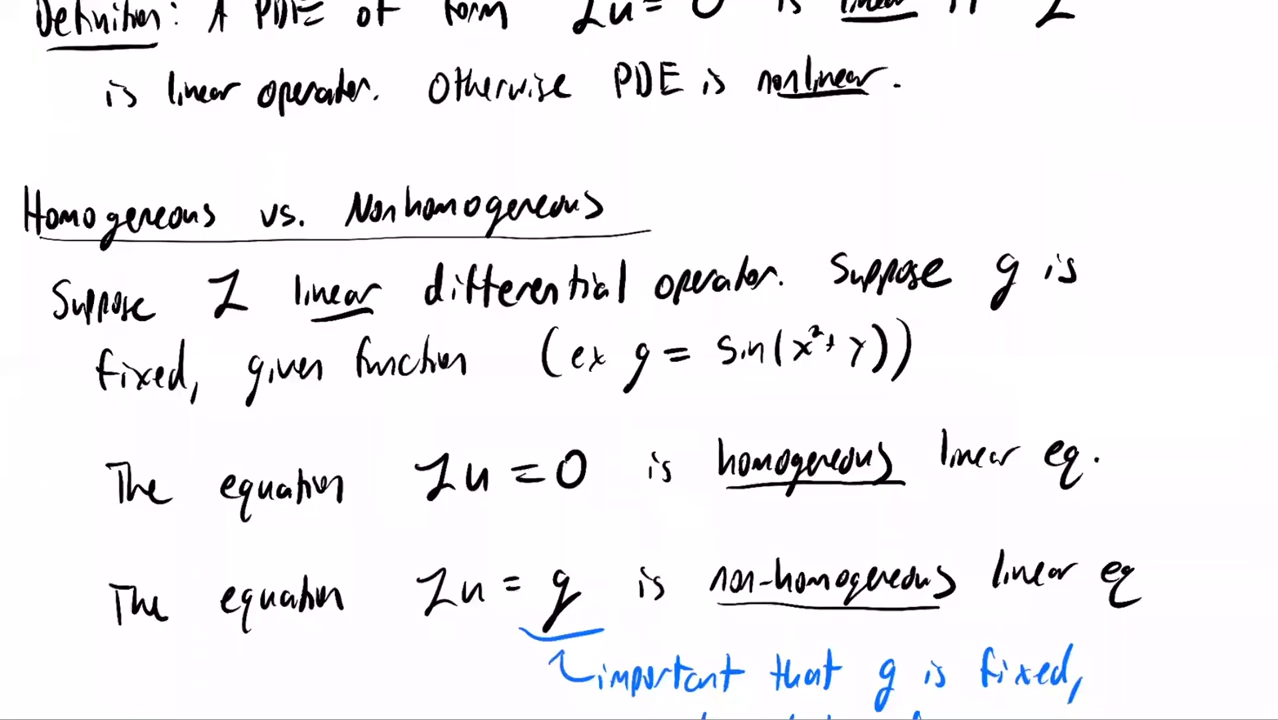 Definition: A PDE of form Lu = 0 is linear if L
is linear operator. Otherwise PDE is nonlinear.
Homogeneous vs. Nonhomogeneous
Suppose L linear differential operator. Suppose g is
fixed, given function (ex g = sin(x²+y))
The equation Lu = 0 is homogeneous linear eq.
The equation Lu = g is non-homogeneous linear eq
important that g is fixed,